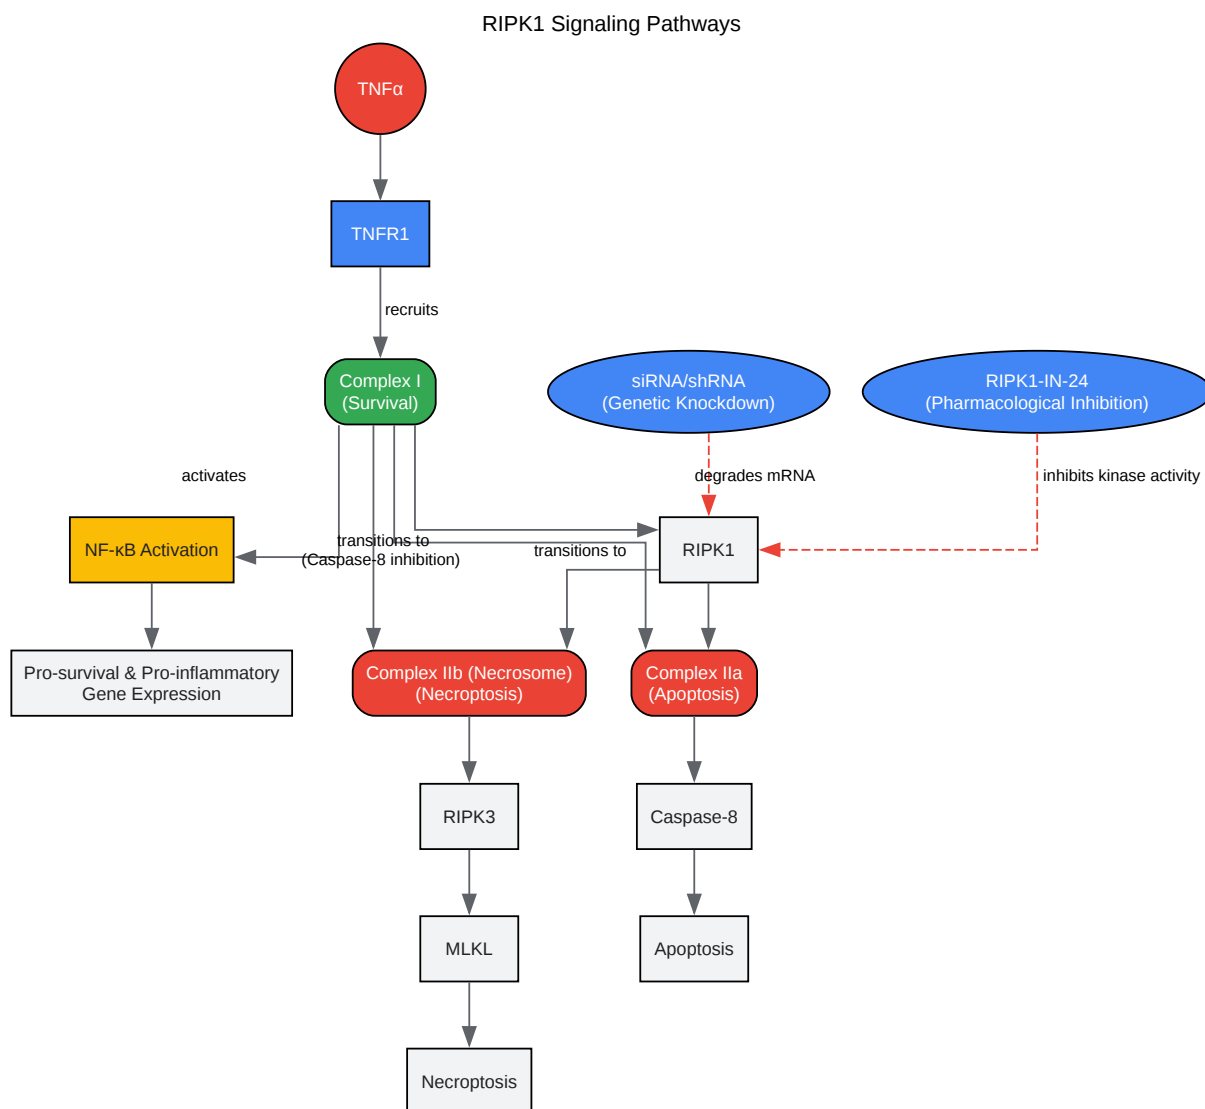 RIPK1 Signaling Pathways
TNFα
TNFR1
recruits
Complex I
(Survival)
siRNA/shRNA
(Genetic Knockdown)
RIPK1-IN-24
(Pharmacological Inhibition)
activates
degrades mRNA
inhibits kinase activity
NF-κB Activation
transitions to
(Caspase-8 inhibition)
transitions to
RIPK1
Pro-survival & Pro-inflammatory
Gene Expression
Complex IIb (Necrosome)
(Necroptosis)
Complex IIa
(Apoptosis)
RIPK3
Caspase-8
MLKL
Apoptosis
Necroptosis